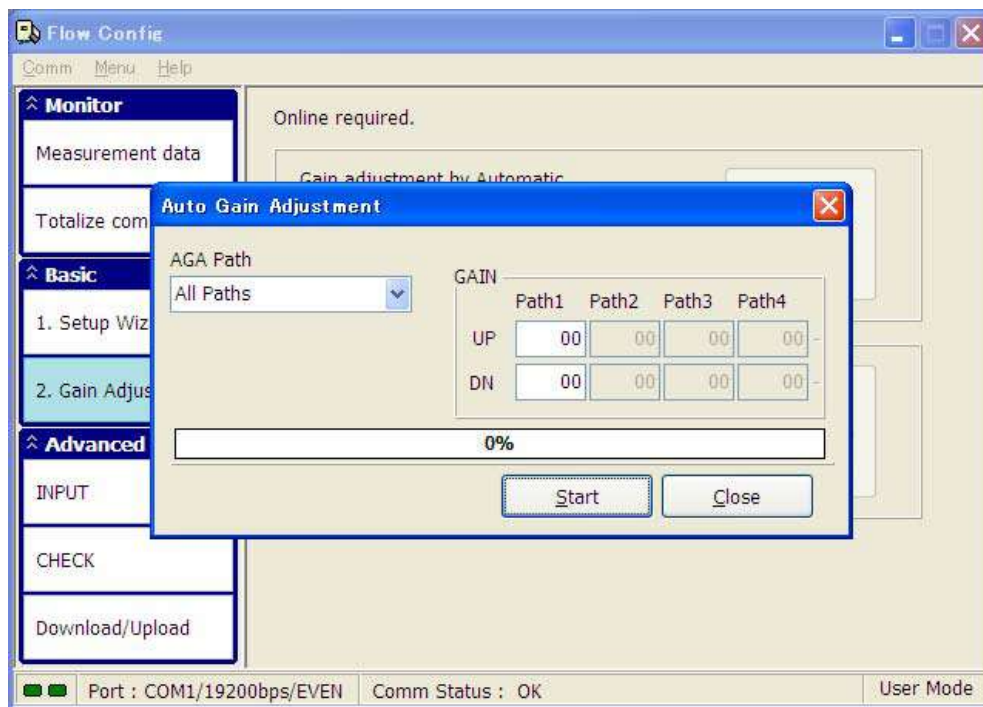 Flow Config
Comm Menu Help
Monitor
Measurement data
Totalize com
Basic
1. Setup Wiz
2. Gain Adjus
Advanced
INPUT
CHECK
Download/Upload
Online required.
Gain adjustment by Automatic
Auto Gain Adjustment
AGA Path
All Paths
GAIN
Path1 Path2 Path3 Path4
UP 00 00 00 00 -
DN 00 00 00 00 -
0%
Start Close
Port : COM1/19200bps/EVEN Comm Status : OK User Mode